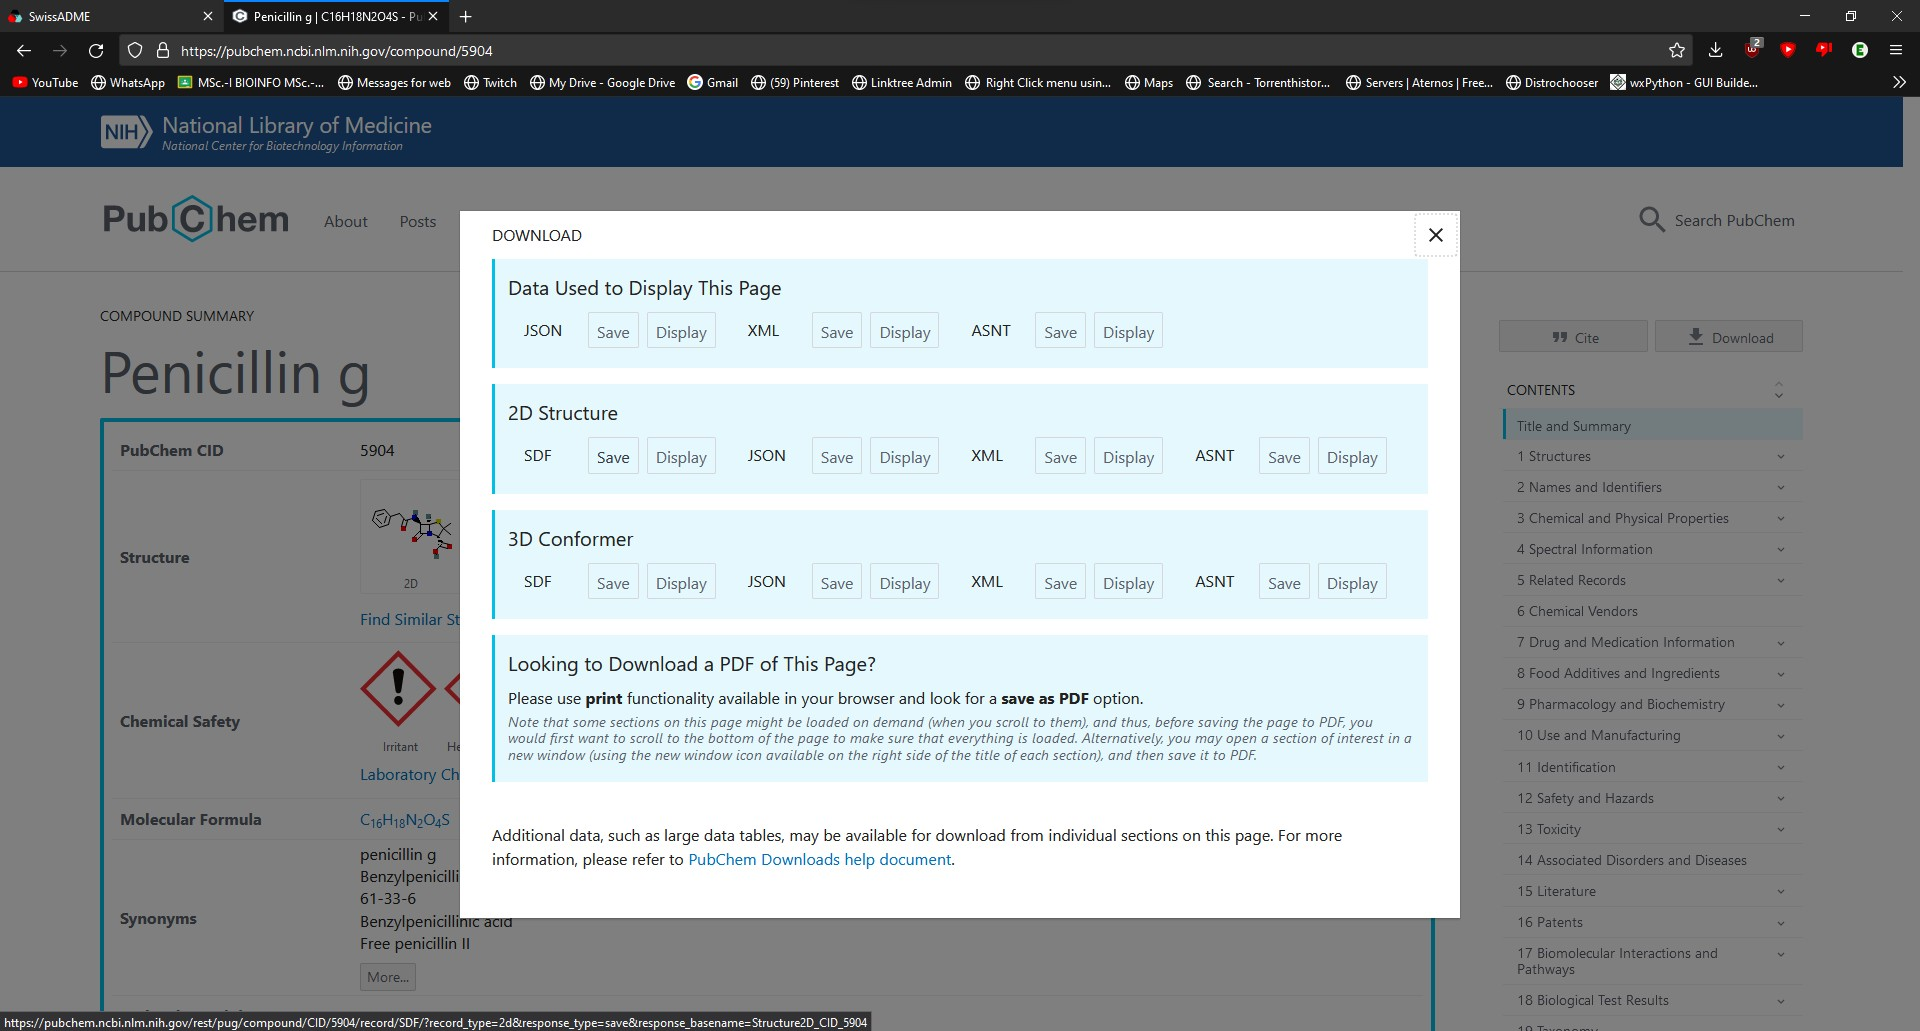 SwissADME
Penicillin g | C16H18N2O4S - Pu
https://pubchem.ncbi.nlm.nih.gov/compound/5904
2
YouTube WhatsApp MSc.-I BIOINFO MSc.-... Messages for web Twitch My Drive - Google Drive Gmail (59) Pinterest Linktree Admin Right Click menu usin... Maps Search - Torrenthistor... Servers | Aternos | Free... Distrochooser wxPython - GUI Builde...
NIH National Library of Medicine
National Center for Biotechnology Information
PubChem About Posts
Search PubChem
COMPOUND SUMMARY
Penicillin g
PubChem CID 5904
Structure
2D
Find Similar St
Chemical Safety
Irritant He
Laboratory Ch
Molecular Formula C16H18N2O4S
Synonyms
penicillin g
Benzylpenicilli
61-33-6
Benzylpenicillinic acid
Free penicillin II
More...
DOWNLOAD
Data Used to Display This Page
JSON Save Display XML Save Display ASNT Save Display
2D Structure
SDF Save Display JSON Save Display XML Save Display ASNT Save Display
3D Conformer
SDF Save Display JSON Save Display XML Save Display ASNT Save Display
Looking to Download a PDF of This Page?
Please use print functionality available in your browser and look for a save as PDF option.
Note that some sections on this page might be loaded on demand (when you scroll to them), and thus, before saving the page to PDF, you
would first want to scroll to the bottom of the page to make sure that everything is loaded. Alternatively, you may open a section of interest in a
new window (using the new window icon available on the right side of the title of each section), and then save it to PDF.
Additional data, such as large data tables, may be available for download from individual sections on this page. For more
information, please refer to PubChem Downloads help document.
Cite Download
CONTENTS
Title and Summary
1 Structures
2 Names and Identifiers
3 Chemical and Physical Properties
4 Spectral Information
5 Related Records
6 Chemical Vendors
7 Drug and Medication Information
8 Food Additives and Ingredients
9 Pharmacology and Biochemistry
10 Use and Manufacturing
11 Identification
12 Safety and Hazards
13 Toxicity
14 Associated Disorders and Diseases
15 Literature
16 Patents
17 Biomolecular Interactions and
Pathways
18 Biological Test Results
19 Taxonomy
https://pubchem.ncbi.nlm.nih.gov/rest/pug/compound/CID/5904/record/SDF/?record_type=2d&response_type=save&response_basename=Structure2D_CID_5904